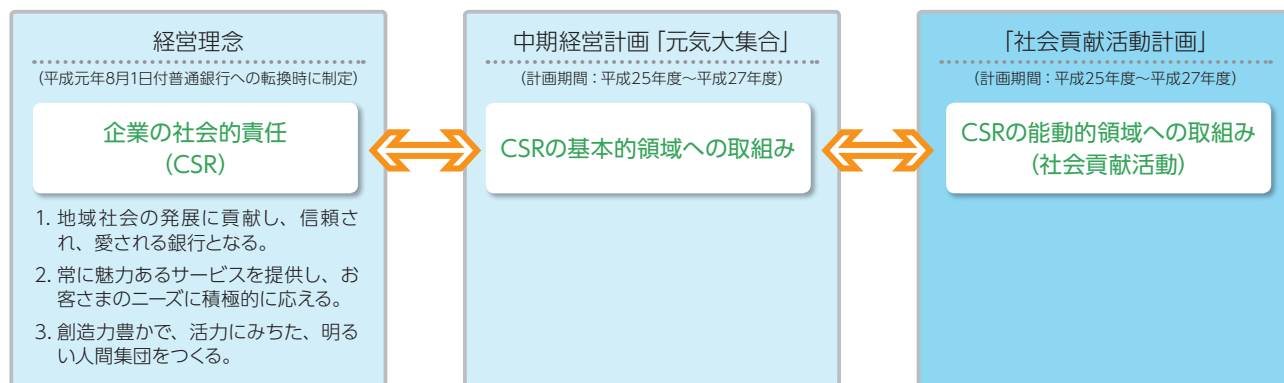 経営理念
(平成元年8月1日付普通銀行への転換時に制定)
企業の社会的責任
(CSR)
1. 地域社会の発展に貢献し、信頼さ
れ、愛される銀行となる。
2. 常に魅力あるサービスを提供し、お
客さまのニーズに積極的に応える。
3. 創造力豊かで、活力にみちた、明る
い人間集団をつくる。
中期経営計画「元気大集合」
(計画期間：平成25年度〜平成27年度)
CSRの基本的領域への取組み
「社会貢献活動計画」
(計画期間：平成25年度〜平成27年度)
CSRの能動的領域への取組み
(社会貢献活動)